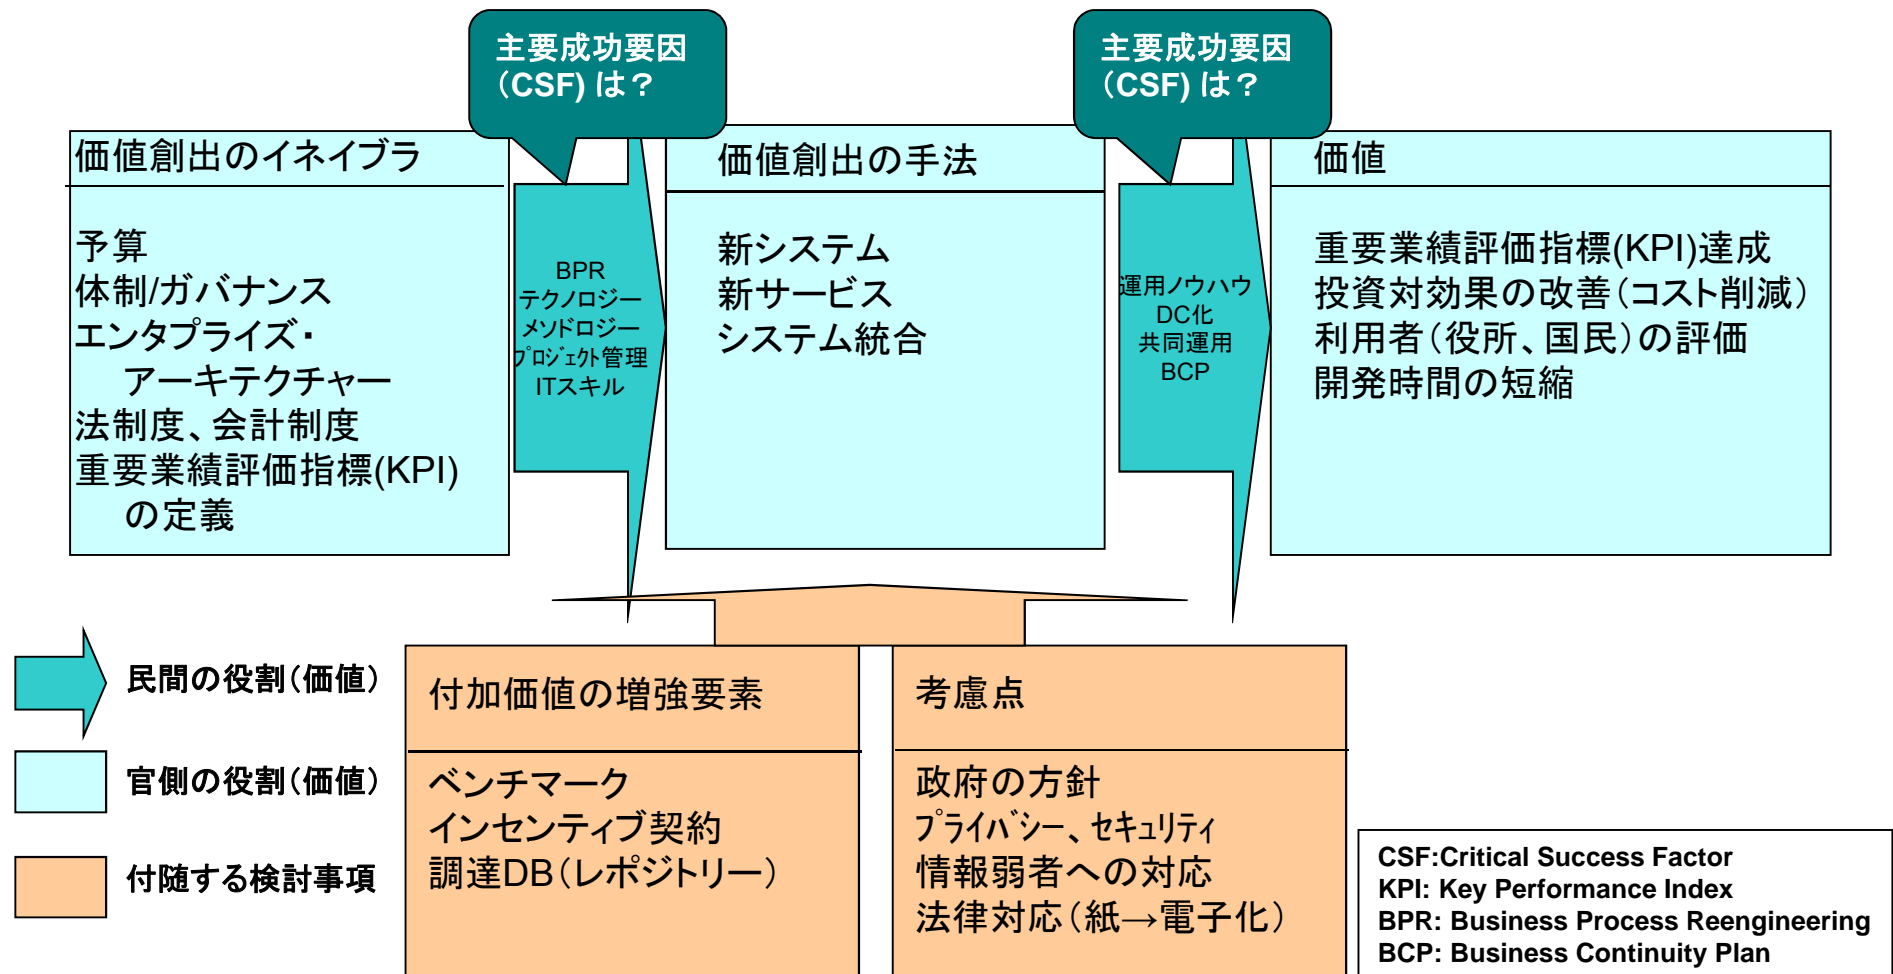 主要成功要因
（CSF) は？
主要成功要因
（CSF) は？
価値創出のイネイブラ
予算
体制/ガバナンス
エンタプライズ・
アーキテクチャー
法制度、会計制度
重要業績評価指標(KPI)
の定義
BPR
テクノロジー
メソドロジー
ﾌﾟﾛｼﾞｪｸﾄ管理
ITスキル
価値創出の手法
新システム
新サービス
システム統合
運用ノウハウ
DC化
共同運用
BCP
価値
重要業績評価指標(KPI)達成
投資対効果の改善（コスト削減）
利用者（役所、国民）の評価
開発時間の短縮
民間の役割（価値）
官側の役割（価値）
付随する検討事項
付加価値の増強要素
ベンチマーク
インセンティブ契約
調達DB（レポジトリー）
考慮点
政府の方針
ﾌﾟﾗｲﾊﾞｼｰ、ｾｷｭﾘﾃｨ
情報弱者への対応
法律対応（紙→電子化）
CSF:Critical Success Factor
KPI: Key Performance Index
BPR: Business Process Reengineering
BCP: Business Continuity Plan